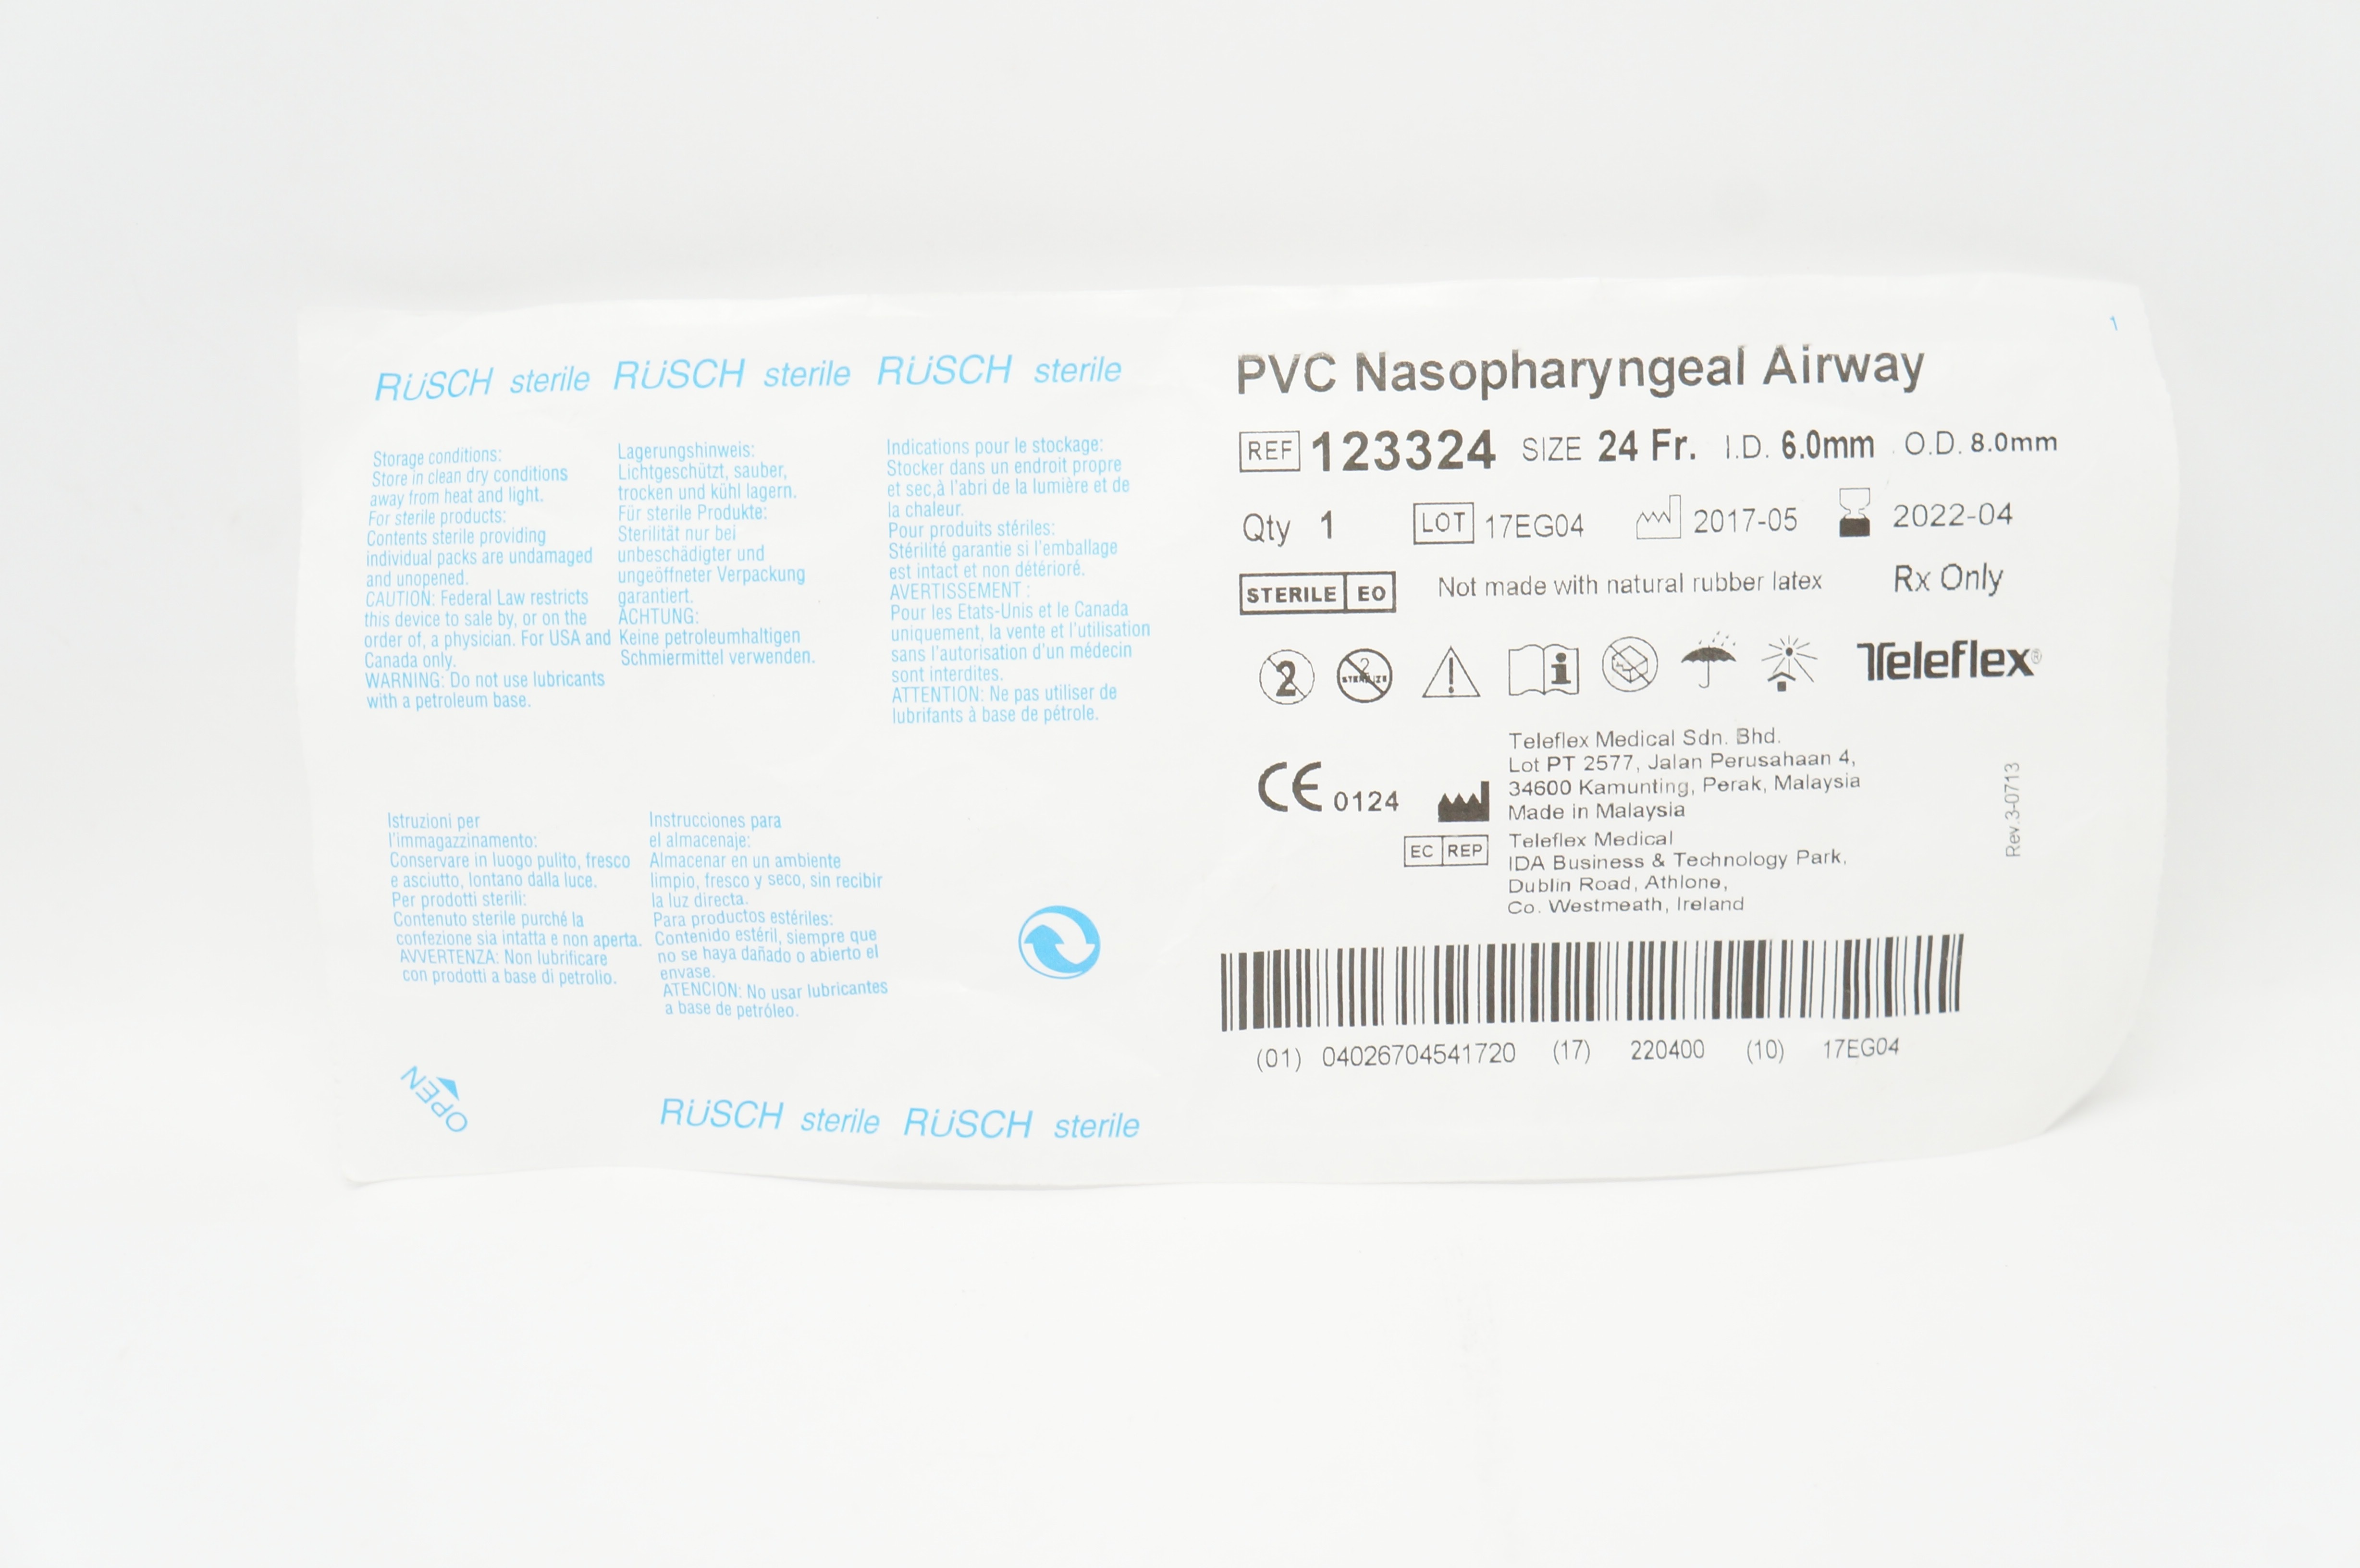 RÜSCH sterile RÜSCH sterile RÜSCH sterile
Storage conditions:
Store in clean dry conditions
away from heat and light.
For sterile products:
Contents sterile providing
individual packs are undamaged
and unopened.
CAUTION: Federal Law restricts
this device to sale by, or on the
order of, a physician. For USA and
Canada only.
WARNING: Do not use lubricants
with a petroleum base.
Lagerungshinweis:
Lichtgeschützt, sauber,
trocken und kühl lagern.
Für sterile Produkte:
Sterilität nur bei
unbeschädigter und
ungeöffneter Verpackung
garantiert.
ACHTUNG:
Keine petroleumhaltigen
Schmiermittel verwenden.
Indications pour le stockage:
Stocker dans un endroit propre
et sec,à l'abri de la lumière et de
la chaleur.
Pour produits stériles:
Stérilité garantie si l'emballage
est intact et non détérioré.
AVERTISSEMENT :
Pour les Etats-Unis et le Canada
uniquement, la vente et l'utilisation
sans l'autorisation d'un médecin
sont interdites.
ATTENTION: Ne pas utiliser de
lubrifants à base de pétrole.
Istruzioni per
l'immagazzinamento:
Conservare in luogo pulito, fresco
e asciutto, lontano dalla luce.
Per prodotti sterili:
Contenuto sterile purché la
confezione sia intatta e non aperta.
AVVERTENZA: Non lubrificare
con prodotti a base di petrolio.
Instrucciones para
el almacenaje:
Almacenar en un ambiente
limpio, fresco y seco, sin recibir
la luz directa.
Para productos estériles:
Contenido estéril, siempre que
no se haya dañado o abierto el
envase.
ATENCION: No usar lubricantes
a base de petróleo.
OPEN
RÜSCH sterile RÜSCH sterile
1
PVC Nasopharyngeal Airway
REF 123324 SIZE 24 Fr. I.D. 6.0mm O.D. 8.0mm
Qty 1 LOT 17EG04 2017-05 2022-04
STERILE EO Not made with natural rubber latex Rx Only
2 2 STERILIZE Teleflex®
CE 0124
Teleflex Medical Sdn. Bhd.
Lot PT 2577, Jalan Perusahaan 4,
34600 Kamunting, Perak, Malaysia
Made in Malaysia
EC REP Teleflex Medical
IDA Business & Technology Park,
Dublin Road, Athlone,
Co. Westmeath, Ireland
Rev.3-0713
(01) 04026704541720 (17) 220400 (10) 17EG04